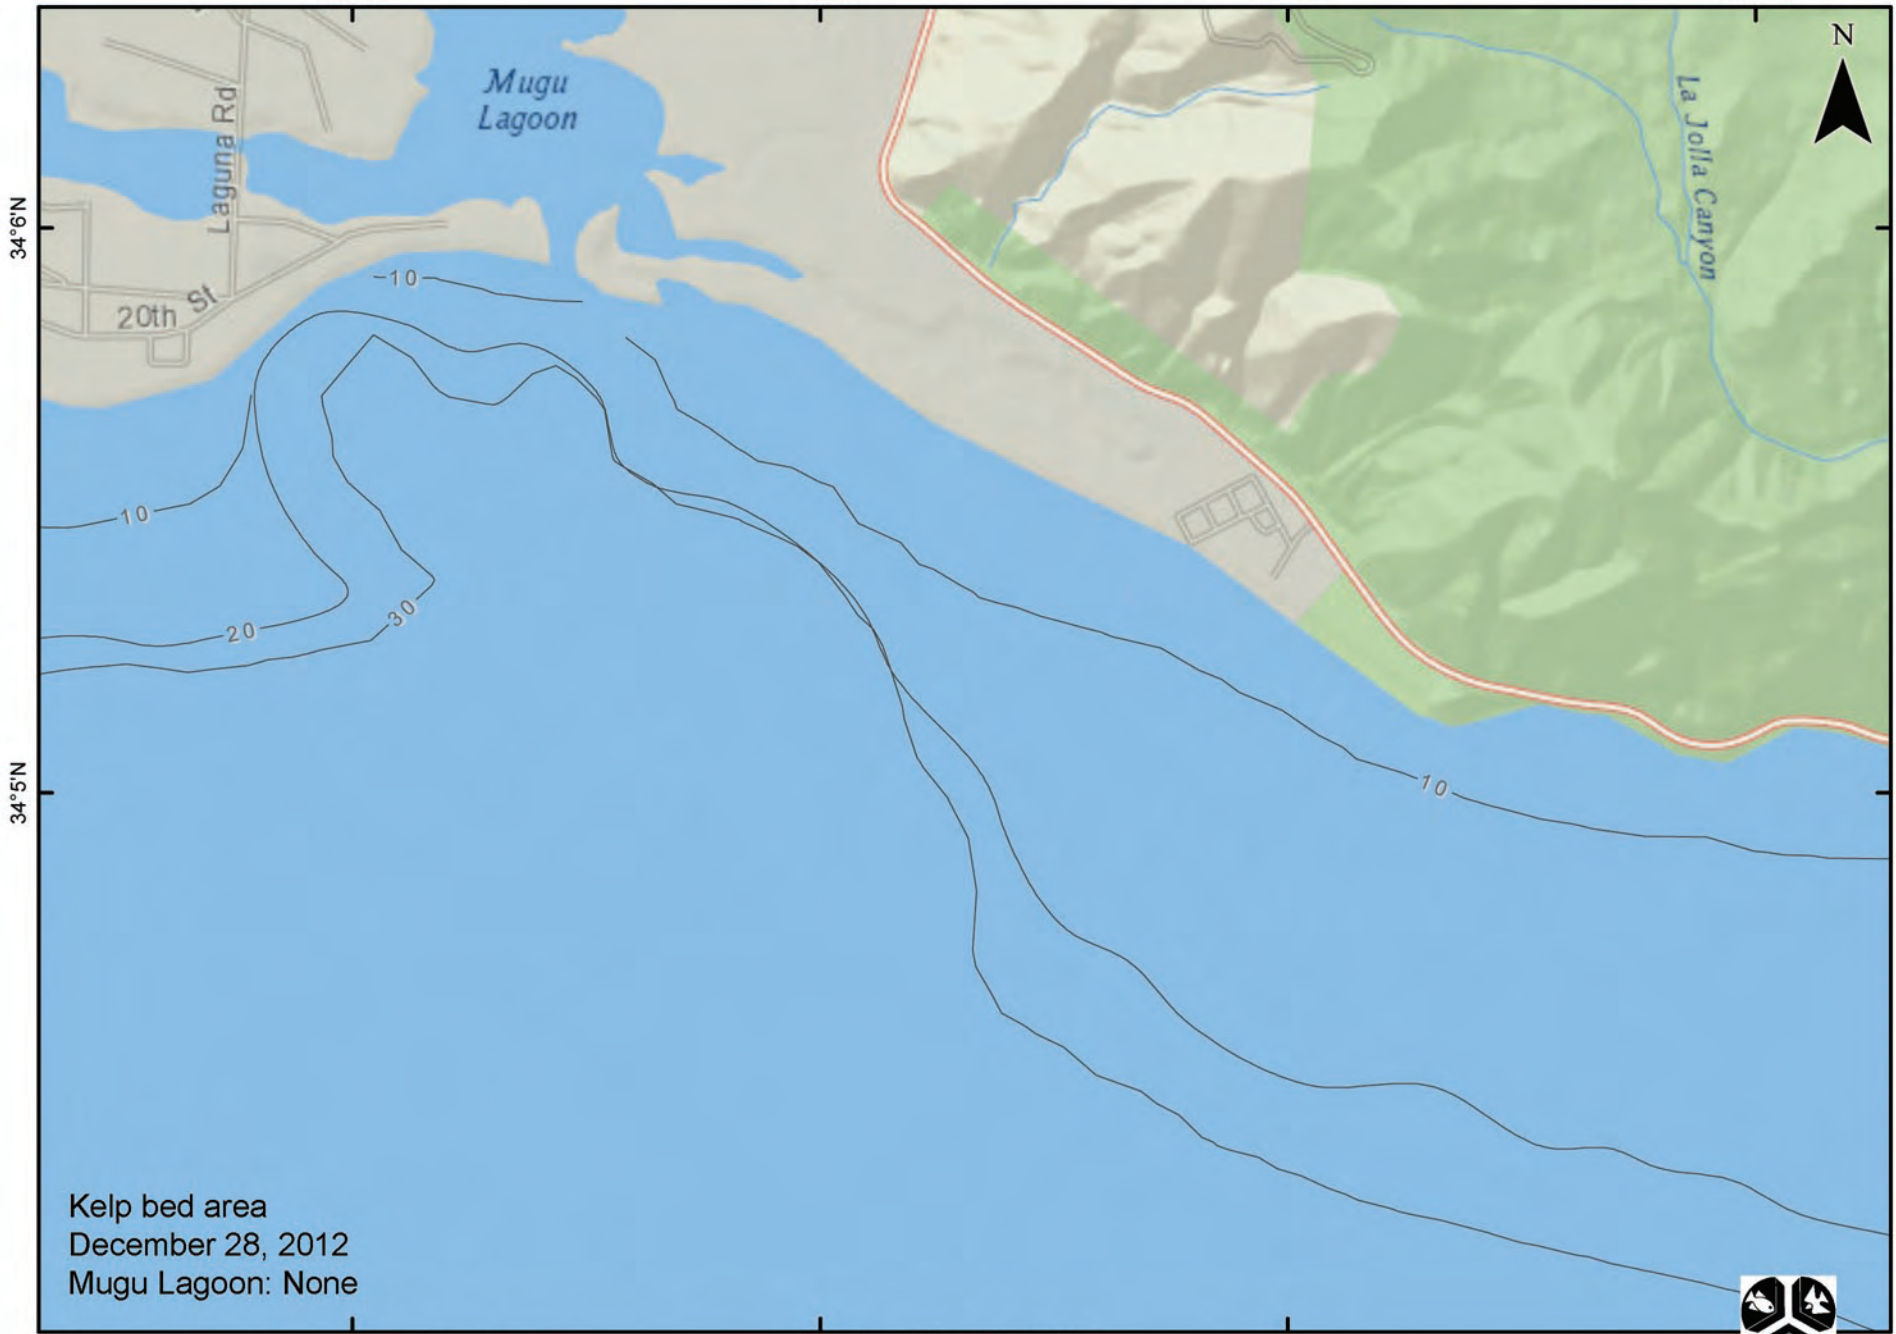 N
Mugu
Lagoon
Laguna Rd
La Jolla Canyon
34°6'N
10
20th St
10
20
30
34°5'N
10
Kelp bed area
December 28, 2012
Mugu Lagoon: None